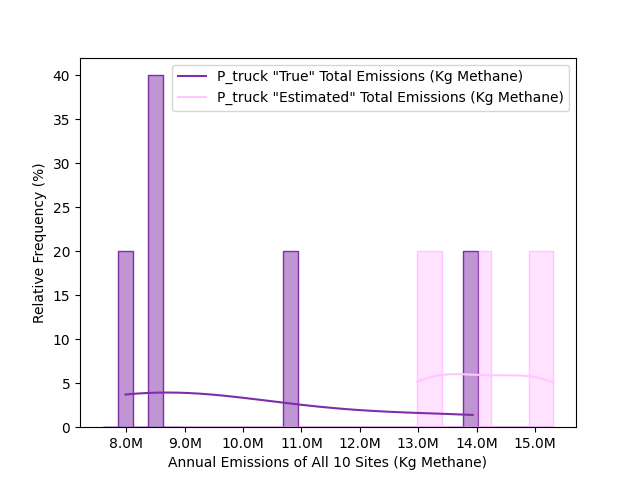 P_truck "True" Total Emissions (Kg Methane)
P_truck "Estimated" Total Emissions (Kg Methane)
40
35
30
25
20
15
10
5
0
Relative Frequency (%)
8.0M 9.0M 10.0M 11.0M 12.0M 13.0M 14.0M 15.0M
Annual Emissions of All 10 Sites (Kg Methane)